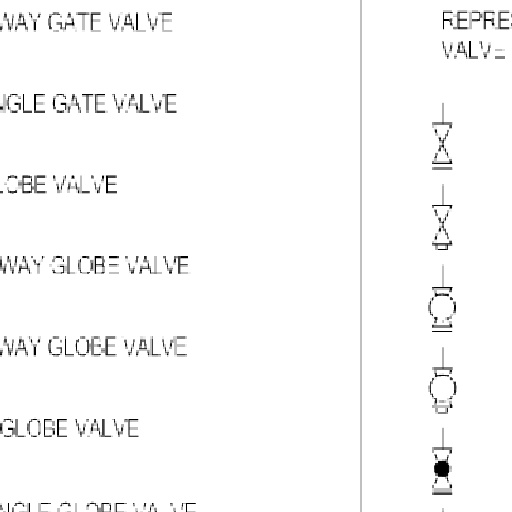 WAY GATE VALVE
NGLE GATE VALVE
LOBE VALVE
WAY GLOBE VALVE
WAY GLOBE VALVE
GLOBE VALVE
NGLE GLOBE VALVE
REPRES
VALVE